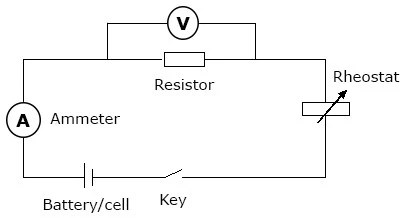 V
Resistor
Rheostat
A
Ammeter
Battery/cell
Key